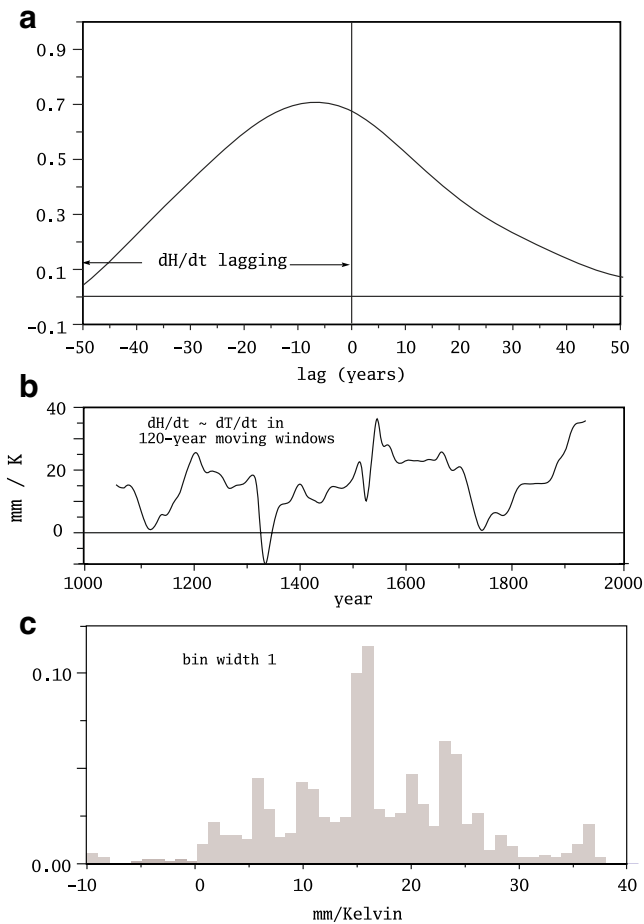 a
0.9
0.7
0.5
0.3
0.1
-0.1
dH/dt lagging
-50 -40 -30 -20 -10 0 10 20 30 40 50
lag (years)
b
40
20
0
mm / K
dH/dt ~ dT/dt in
120-year moving windows
1000 1200 1400 1600 1800 2000
year
c
bin width 1
0.10
0.00
-10 0 10 20 30 40
mm/Kelvin